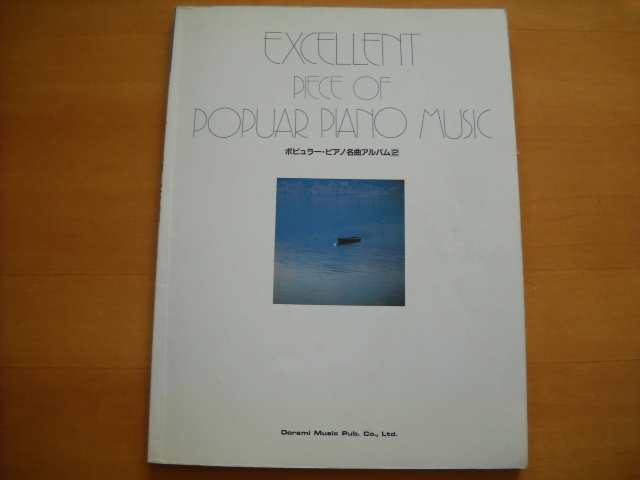 EXCELLENT
PIECE OF
POPUAR PIANO MUSIC
ポピュラー・ピアノ名曲アルバム2
Doremi Music Pub. Co., Ltd.